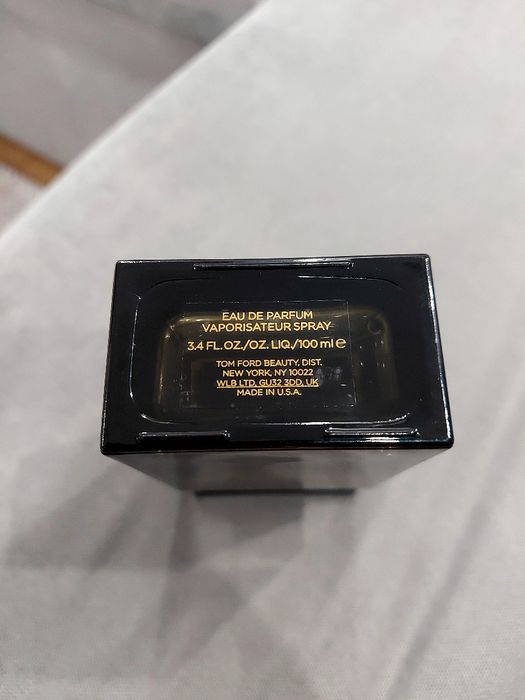 EAU DE PARFUM
VAPORISATEUR SPRAY
3.4 FL.OZ./OZ. LIQ./100 ml ℮
TOM FORD BEAUTY, DIST.
NEW YORK, NY 10022
WLB LTD, GU32 3DD, UK
MADE IN U.S.A.